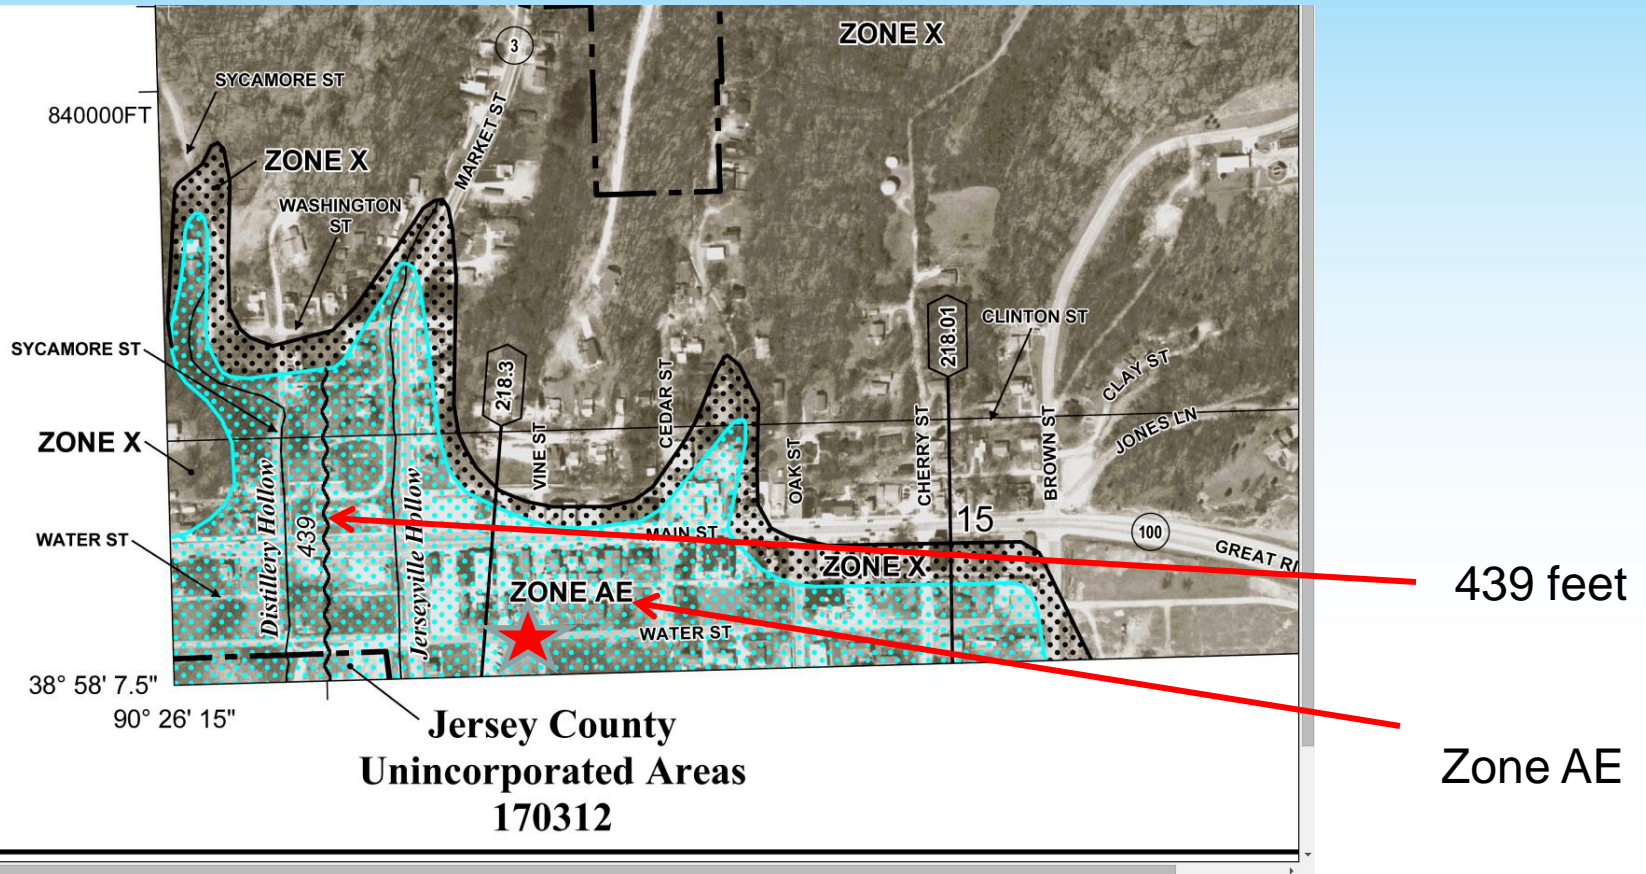 ZONE X
3
SYCAMORE ST
840000FT
MARKET ST
ZONE X
WASHINGTON
ST
218.01
CLINTON ST
SYCAMORE ST
218.3
CLAY ST
CEDAR ST
JONES LN
ZONE X
VINE ST
OAK ST
CHERRY ST
BROWN ST
Distillery Hollow
439
Jerseyville Hollow
15
100
WATER ST
MAIN ST
GREAT RI
ZONE X
439 feet
ZONE AE
WATER ST
38° 58' 7.5"
90° 26' 15"
Jersey County
Unincorporated Areas
170312
Zone AE